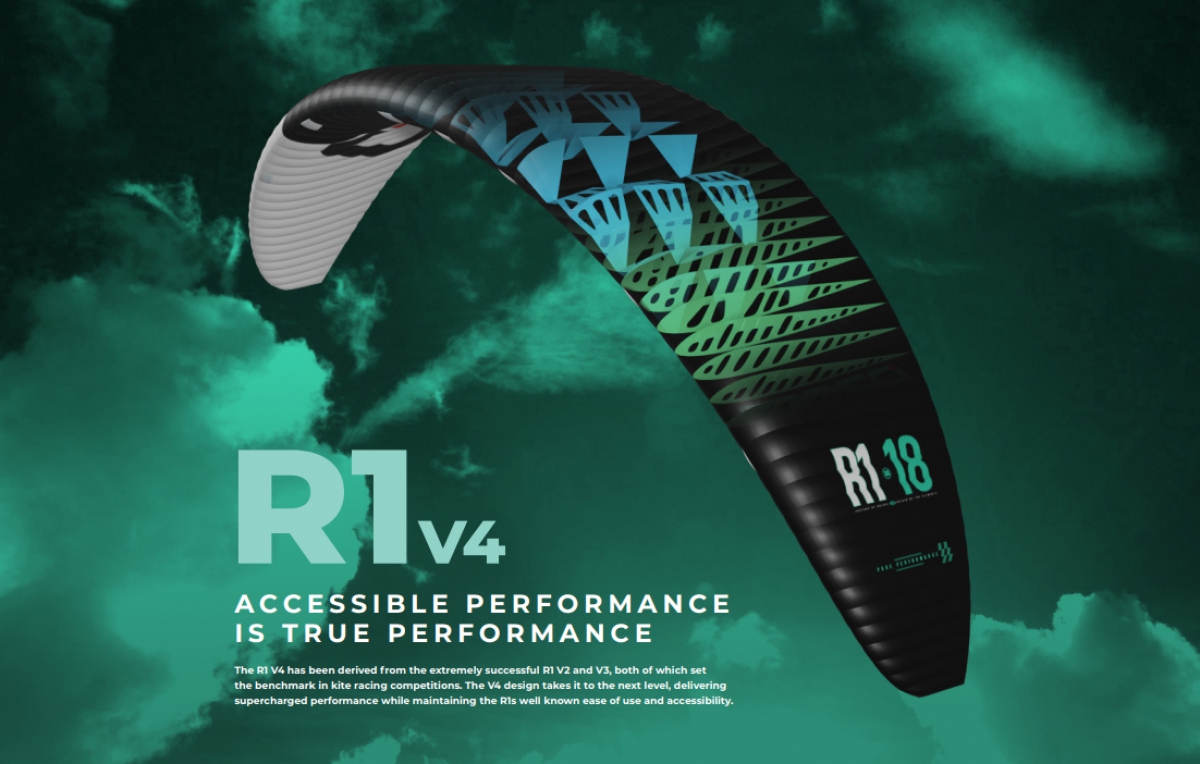 R1·18
PURE PERFORMANCE
R1 V4
ACCESSIBLE PERFORMANCE
IS TRUE PERFORMANCE
The R1 V4 has been derived from the extremely successful R1 V2 and V3, both of which set
the benchmark in kite racing competitions. The V4 design takes it to the next level, delivering
supercharged performance while maintaining the R1s well known ease of use and accessibility.